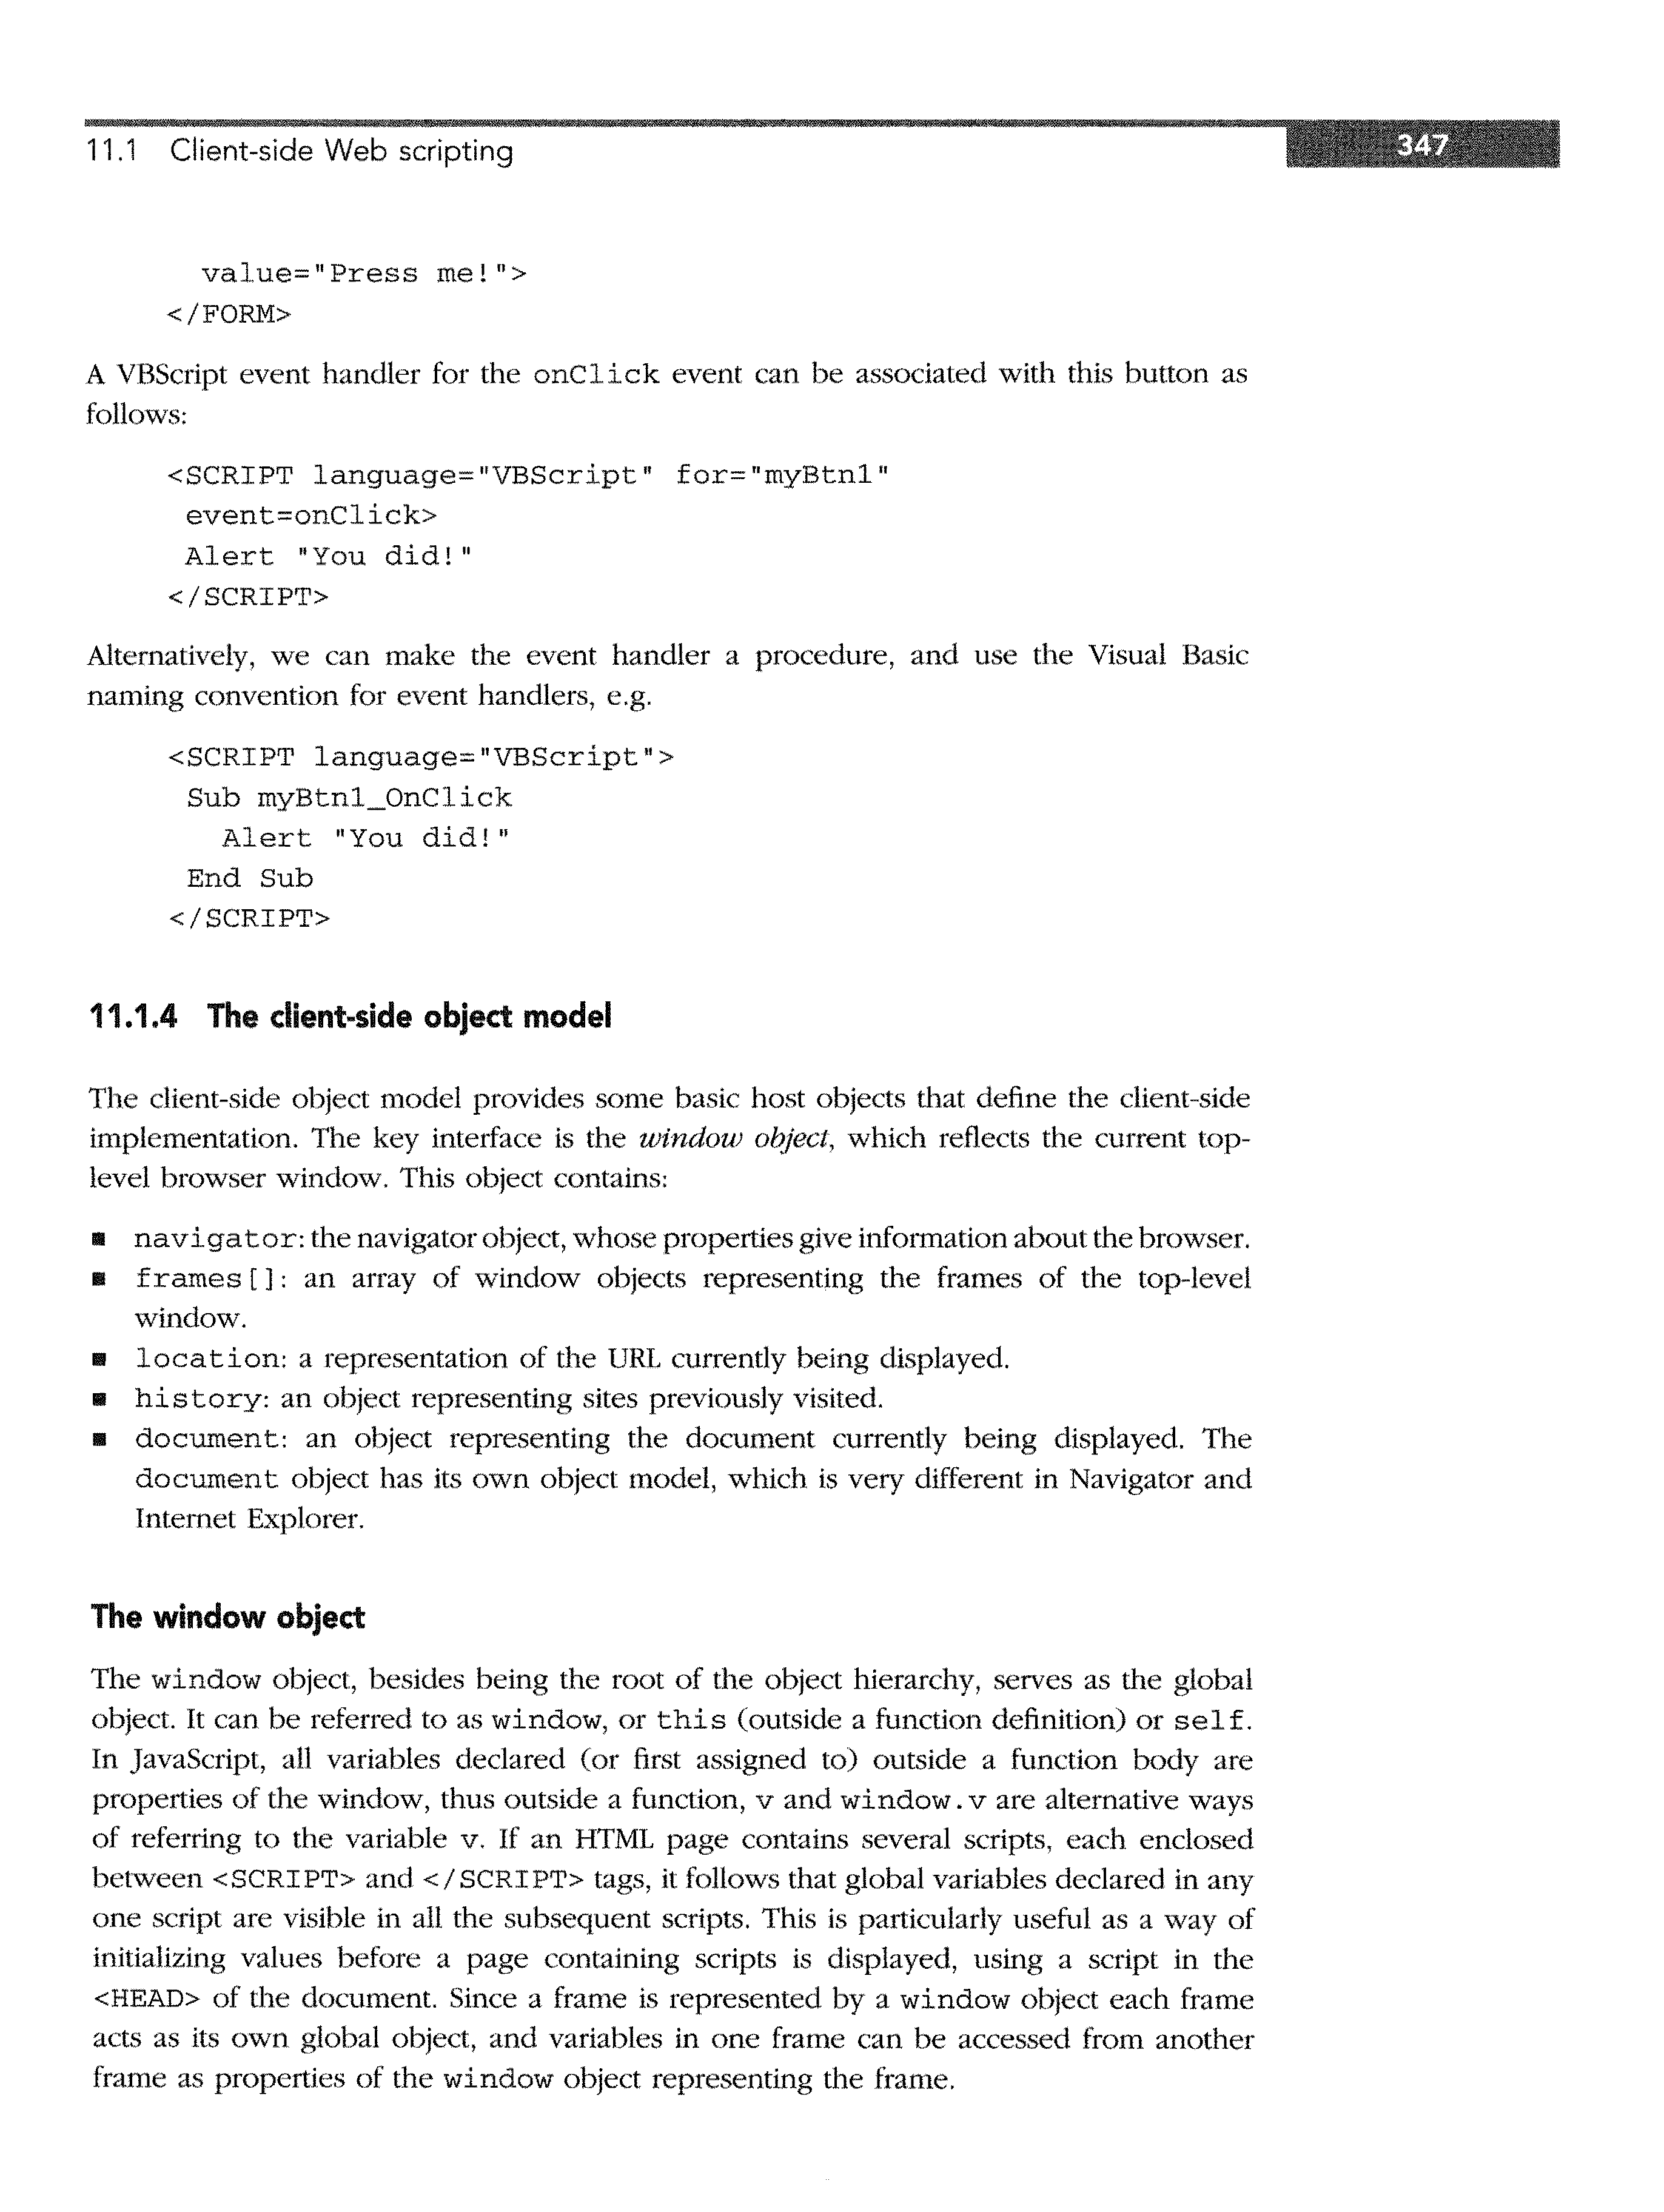 11.1 Client-side Web scripting
347
value="Press me!">
</FORM>
A VBScript event handler for the onClick event can be associated with this button as
follows:
<SCRIPT language="VBScript" for="myBtn1"
event=onClick>
Alert "You did!"
</SCRIPT>
Alternatively, we can make the event handler a procedure, and use the Visual Basic
naming convention for event handlers, e.g.
<SCRIPT language="VBScript">
Sub myBtn1_OnClick
Alert "You did!"
End Sub
</SCRIPT>
11.1.4 The client-side object model
The client-side object model provides some basic host objects that define the client-side
implementation. The key interface is the window object, which reflects the current top-
level browser window. This object contains:
■ navigator: the navigator object, whose properties give information about the browser.
■ frames[]: an array of window objects representing the frames of the top-level
window.
■ location: a representation of the URL currently being displayed.
■ history: an object representing sites previously visited.
■ document: an object representing the document currently being displayed. The
document object has its own object model, which is very different in Navigator and
Internet Explorer.
The window object
The window object, besides being the root of the object hierarchy, serves as the global
object. It can be referred to as window, or this (outside a function definition) or self.
In JavaScript, all variables declared (or first assigned to) outside a function body are
properties of the window, thus outside a function, v and window.v are alternative ways
of referring to the variable v. If an HTML page contains several scripts, each enclosed
between <SCRIPT> and </SCRIPT> tags, it follows that global variables declared in any
one script are visible in all the subsequent scripts. This is particularly useful as a way of
initializing values before a page containing scripts is displayed, using a script in the
<HEAD> of the document. Since a frame is represented by a window object each frame
acts as its own global object, and variables in one frame can be accessed from another
frame as properties of the window object representing the frame.